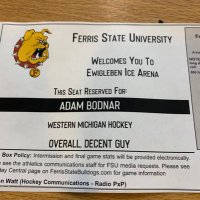 FERRIS STATE UNIVERSITY
WELCOMES YOU TO
EWIGLEBEN ICE ARENA
THIS SEAT RESERVED FOR:
ADAM BODNAR
WESTERN MICHIGAN HOCKEY
OVERALL, DECENT GUY
Box Policy: Intermission and final game stats will be provided electronically.
see the athletics communications staff for FSU media requests. Please
day Central page on FerrisStateBulldogs.com for game information
n Watt (Hockey Communications - Radio PxP)